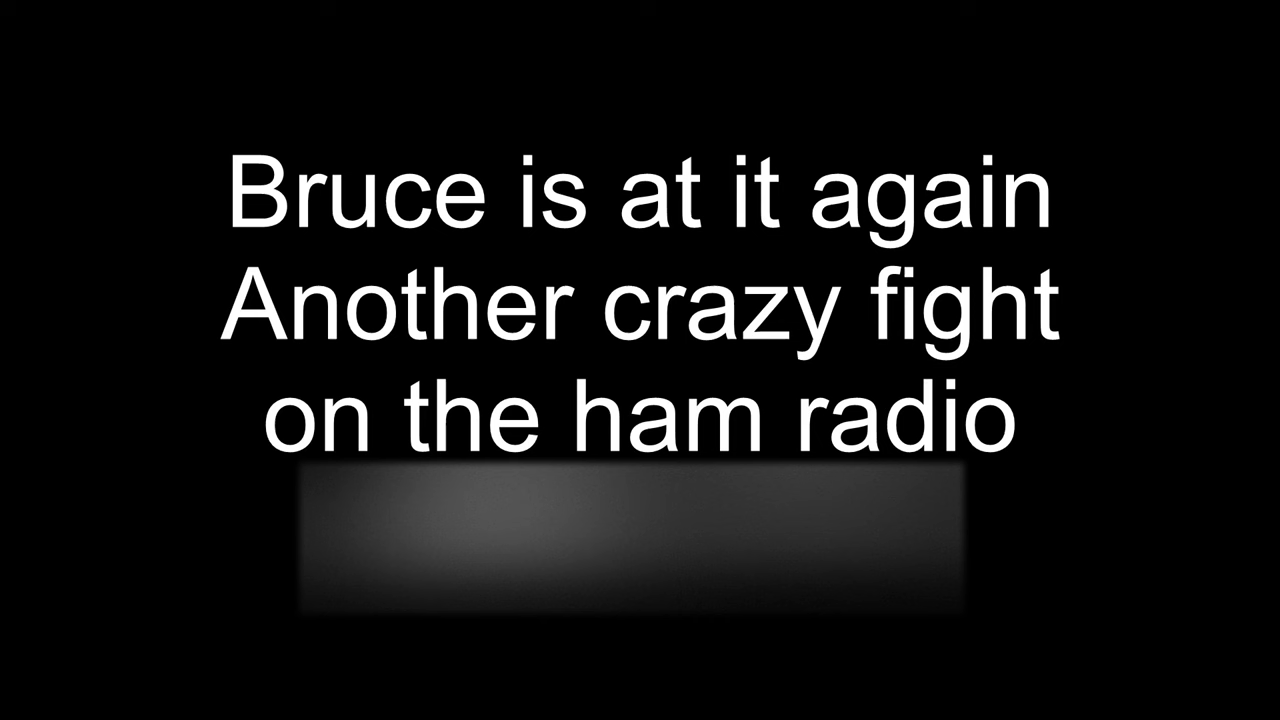 Bruce is at it again
Another crazy fight
on the ham radio